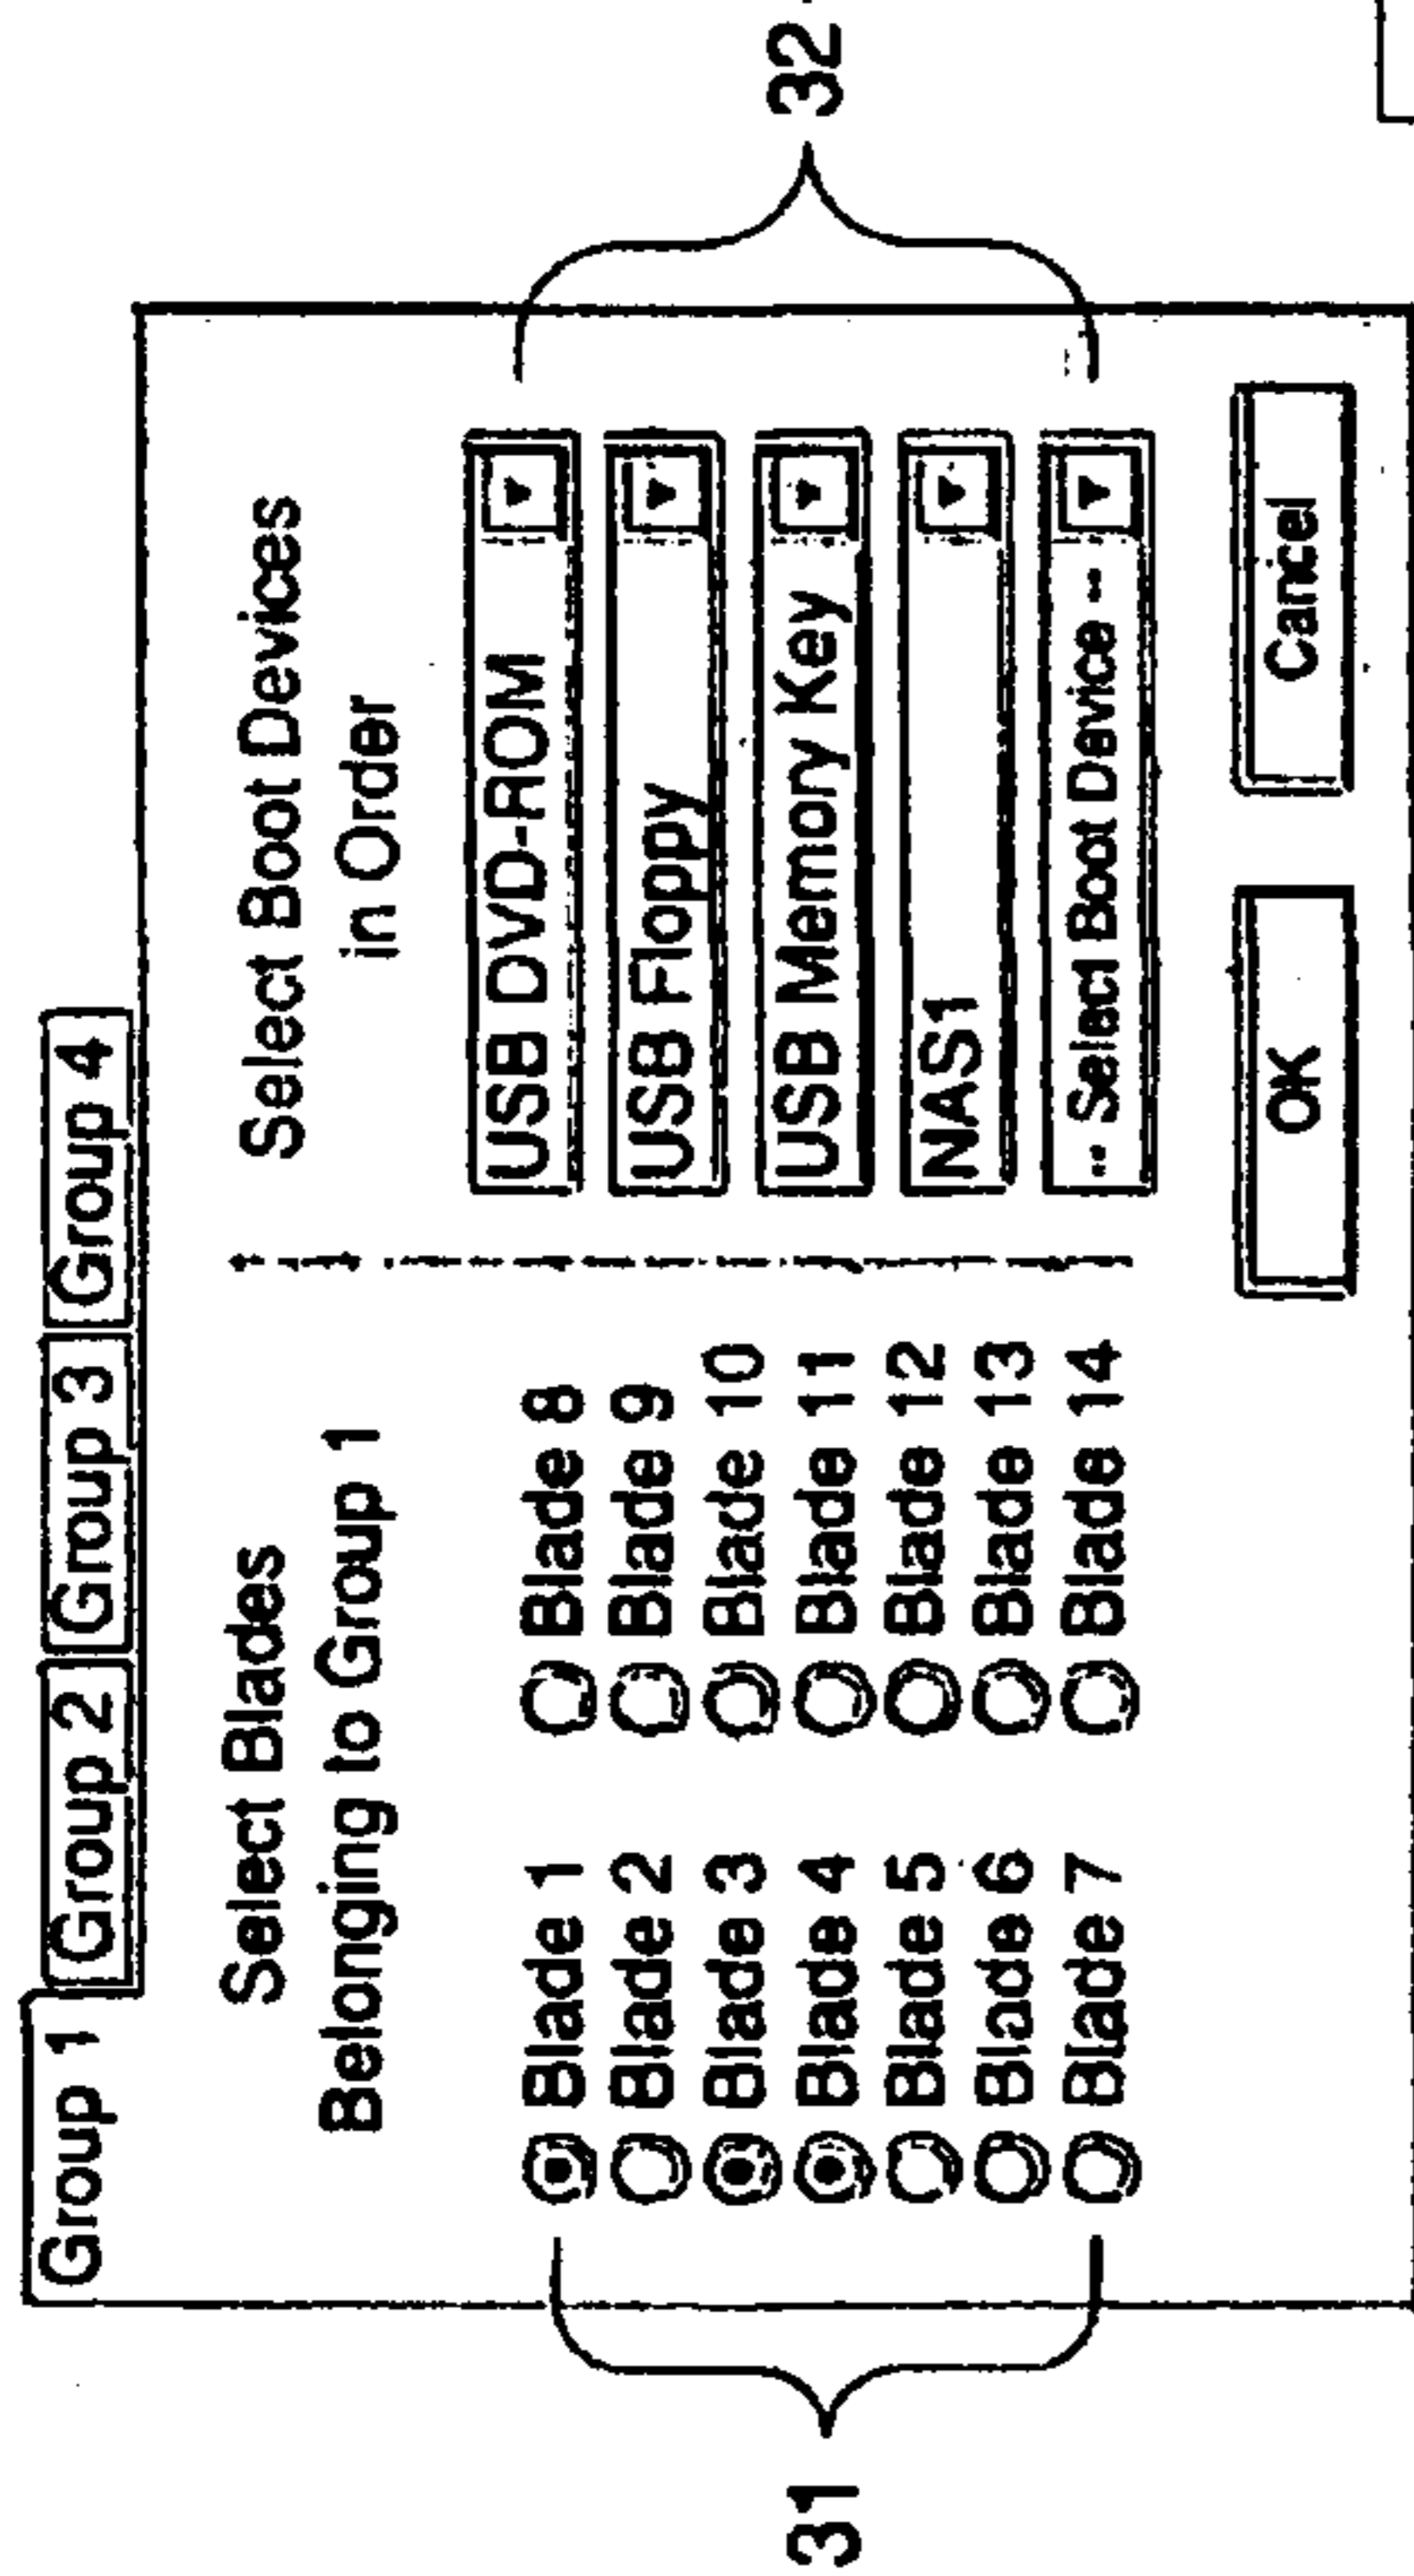 Group 1 Group 2 Group 3 Group 4
Select Blades
Belonging to Group 1
Blade 1
Blade 2
Blade 3
Blade 4
Blade 5
Blade 6
Blade 7
Blade 8
Blade 9
Blade 10
Blade 11
Blade 12
Blade 13
Blade 14
Select Boot Devices
in Order
USB DVD-ROM
USB Floppy
USB Memory Key
NAS1
-- Select Boot Device --
OK
Cancel
31
32